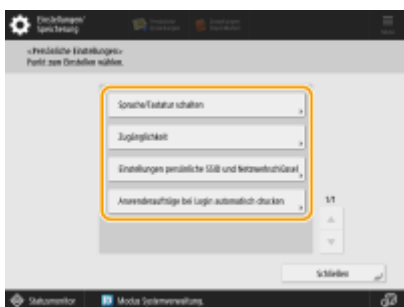 Einstellungen/
Speicherung
<Persönliche Einstellungen>
Punkt zum Einstellen wählen.
Sprache/Tastatur schalten
Zugänglichkeit
Einstellungen persönliche SSID und Netzwerkschlüssel
Anwenderaufträge bei Login automatisch drucken
1/1
Schließen
Statusmonitor
Modus Systemverwaltung.